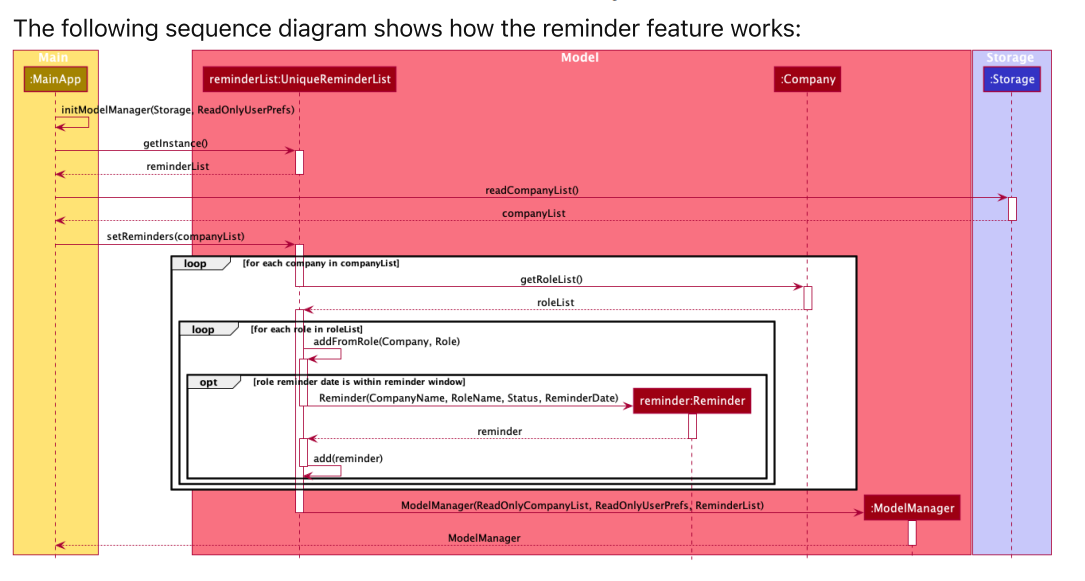 The following sequence diagram shows how the reminder feature works:
Main
Model
Storage
:MainApp
reminderList:UniqueReminderList
:Company
:Storage
initModelManager(Storage, ReadOnlyUserPrefs)
getInstance()
reminderList
readCompanyList()
companyList
setReminders(companyList)
loop [for each company in companyList]
getRoleList()
roleList
loop [for each role in roleList]
addFromRole(Company, Role)
opt [role reminder date is within reminder window]
Reminder(CompanyName, RoleName, Status, ReminderDate)
reminder:Reminder
reminder
add(reminder)
ModelManager(ReadOnlyCompanyList, ReadOnlyUserPrefs, ReminderList)
:ModelManager
ModelManager